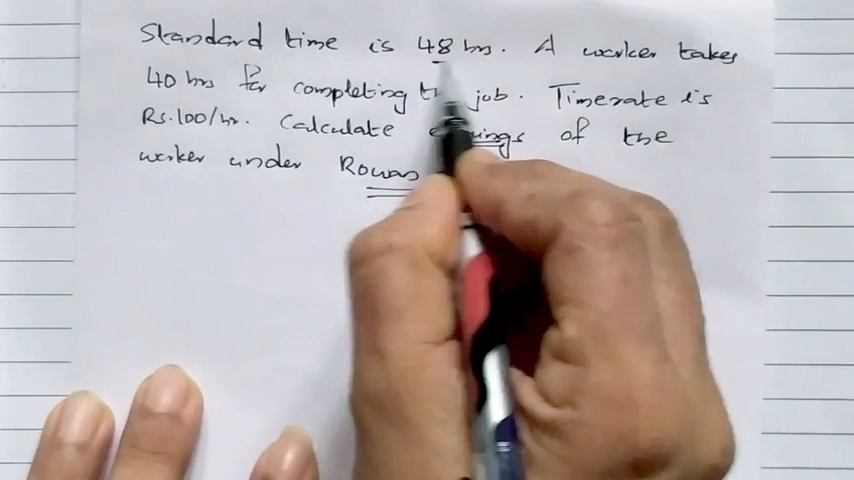 Standard time is 48 hrs. A worker takes
40 hrs for completing job. Timerate is
Rs.100/hr. Calculate of the
worker under Rowan